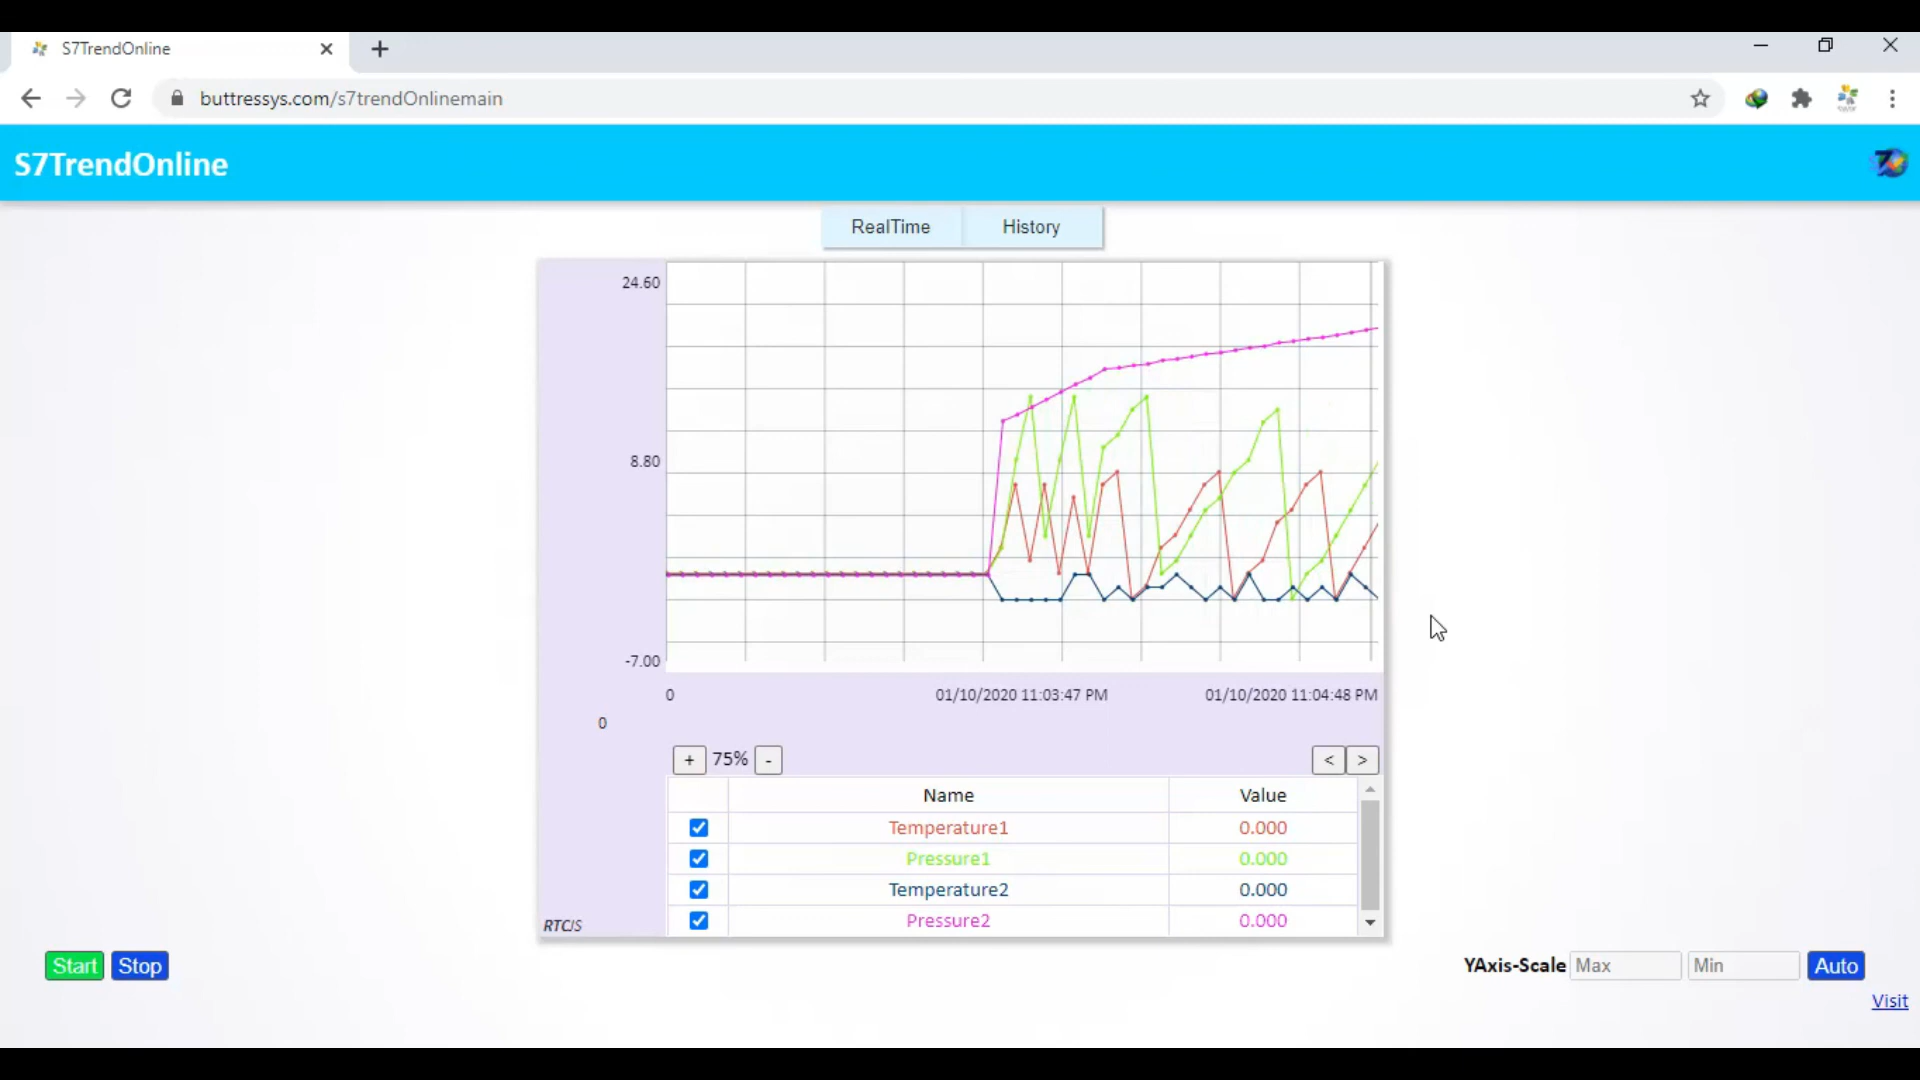 S7TrendOnline
buttressys.com/s7trendOnlinemain
S7TrendOnline
RealTime History
24.60
8.80
-7.00
0 01/10/2020 11:03:47 PM 01/10/2020 11:04:48 PM
0
+ 75% - < >
Name Value
Temperature1 0.000
Pressure1 0.000
Temperature2 0.000
Pressure2 0.000
RTC/S
Start Stop YAxis-Scale Max Min Auto
Visit